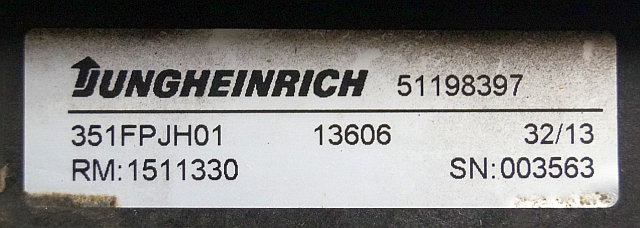 JUNGHEINRICH 51198397
351FPJH01 13606 32/13
RM:1511330 SN:003563